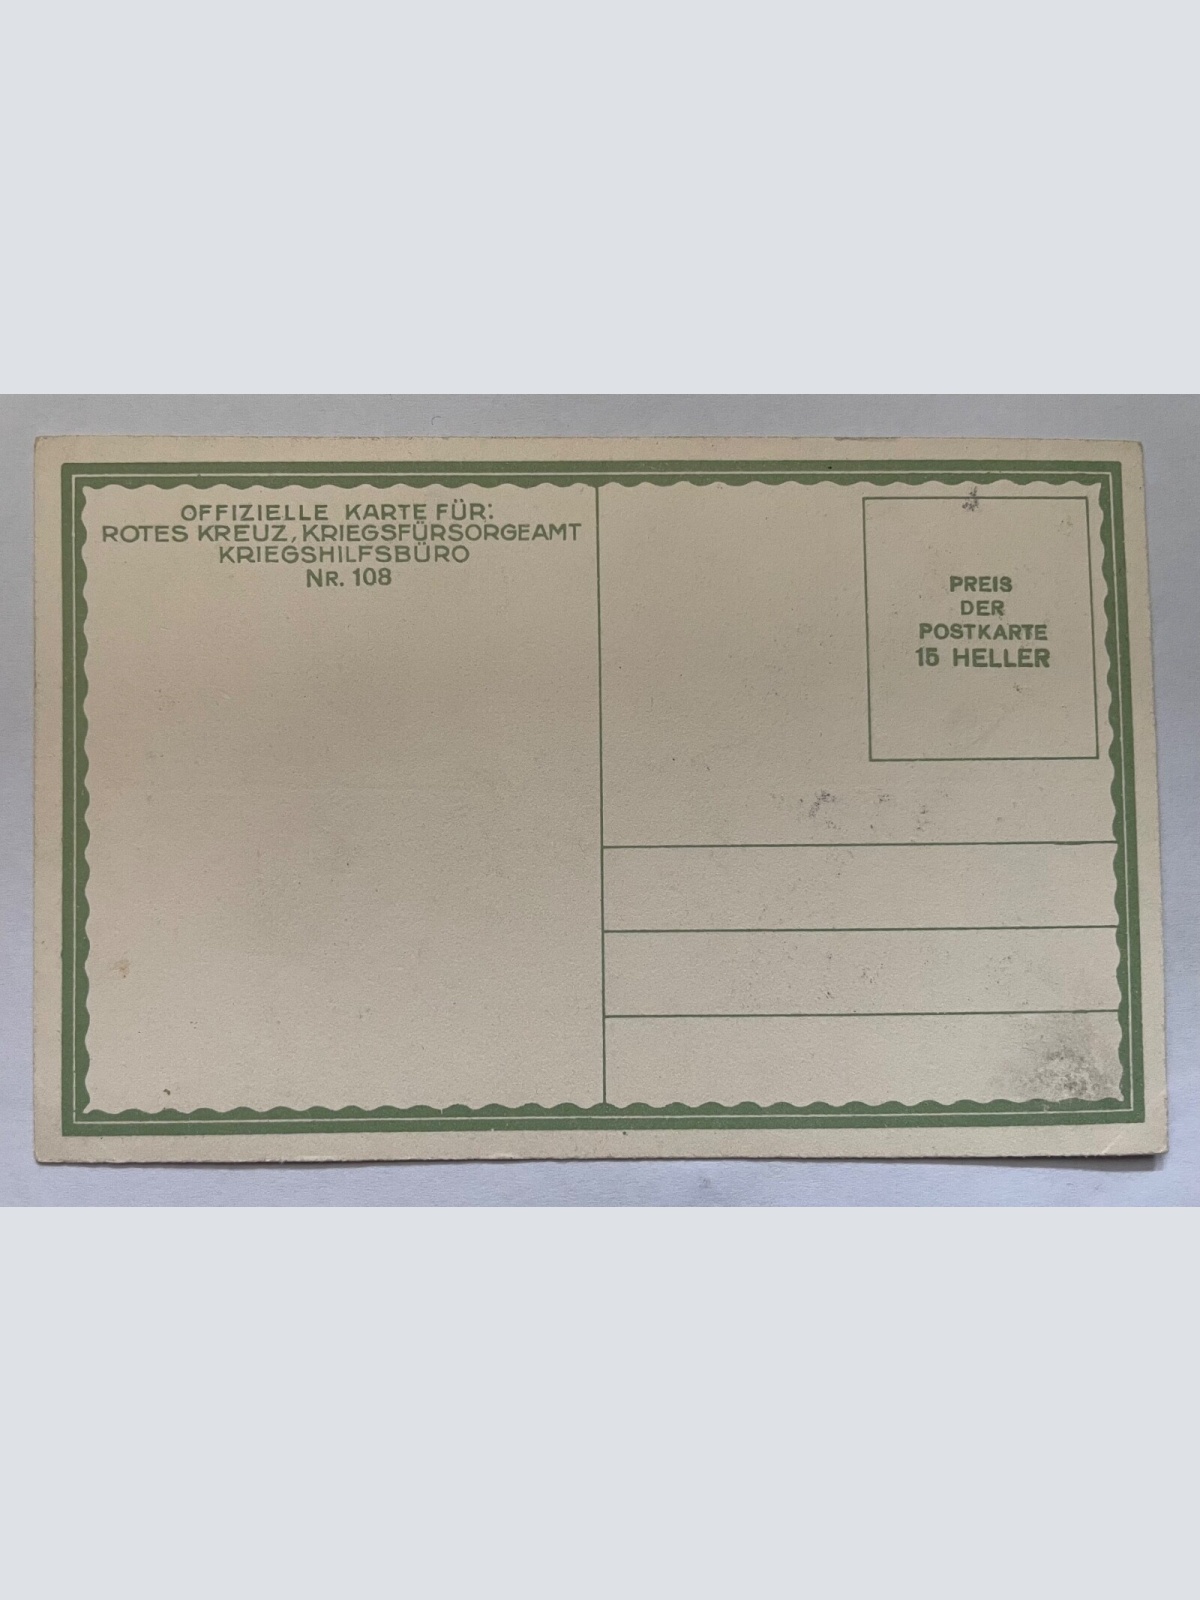 OFFIZIELLE KARTE FÜR:
ROTES KREUZ, KRIEGSFÜRSORGEAMT
KRIEGSHILFSBÜRO
NR. 108
PREIS
DER
POSTKARTE
15 HELLER